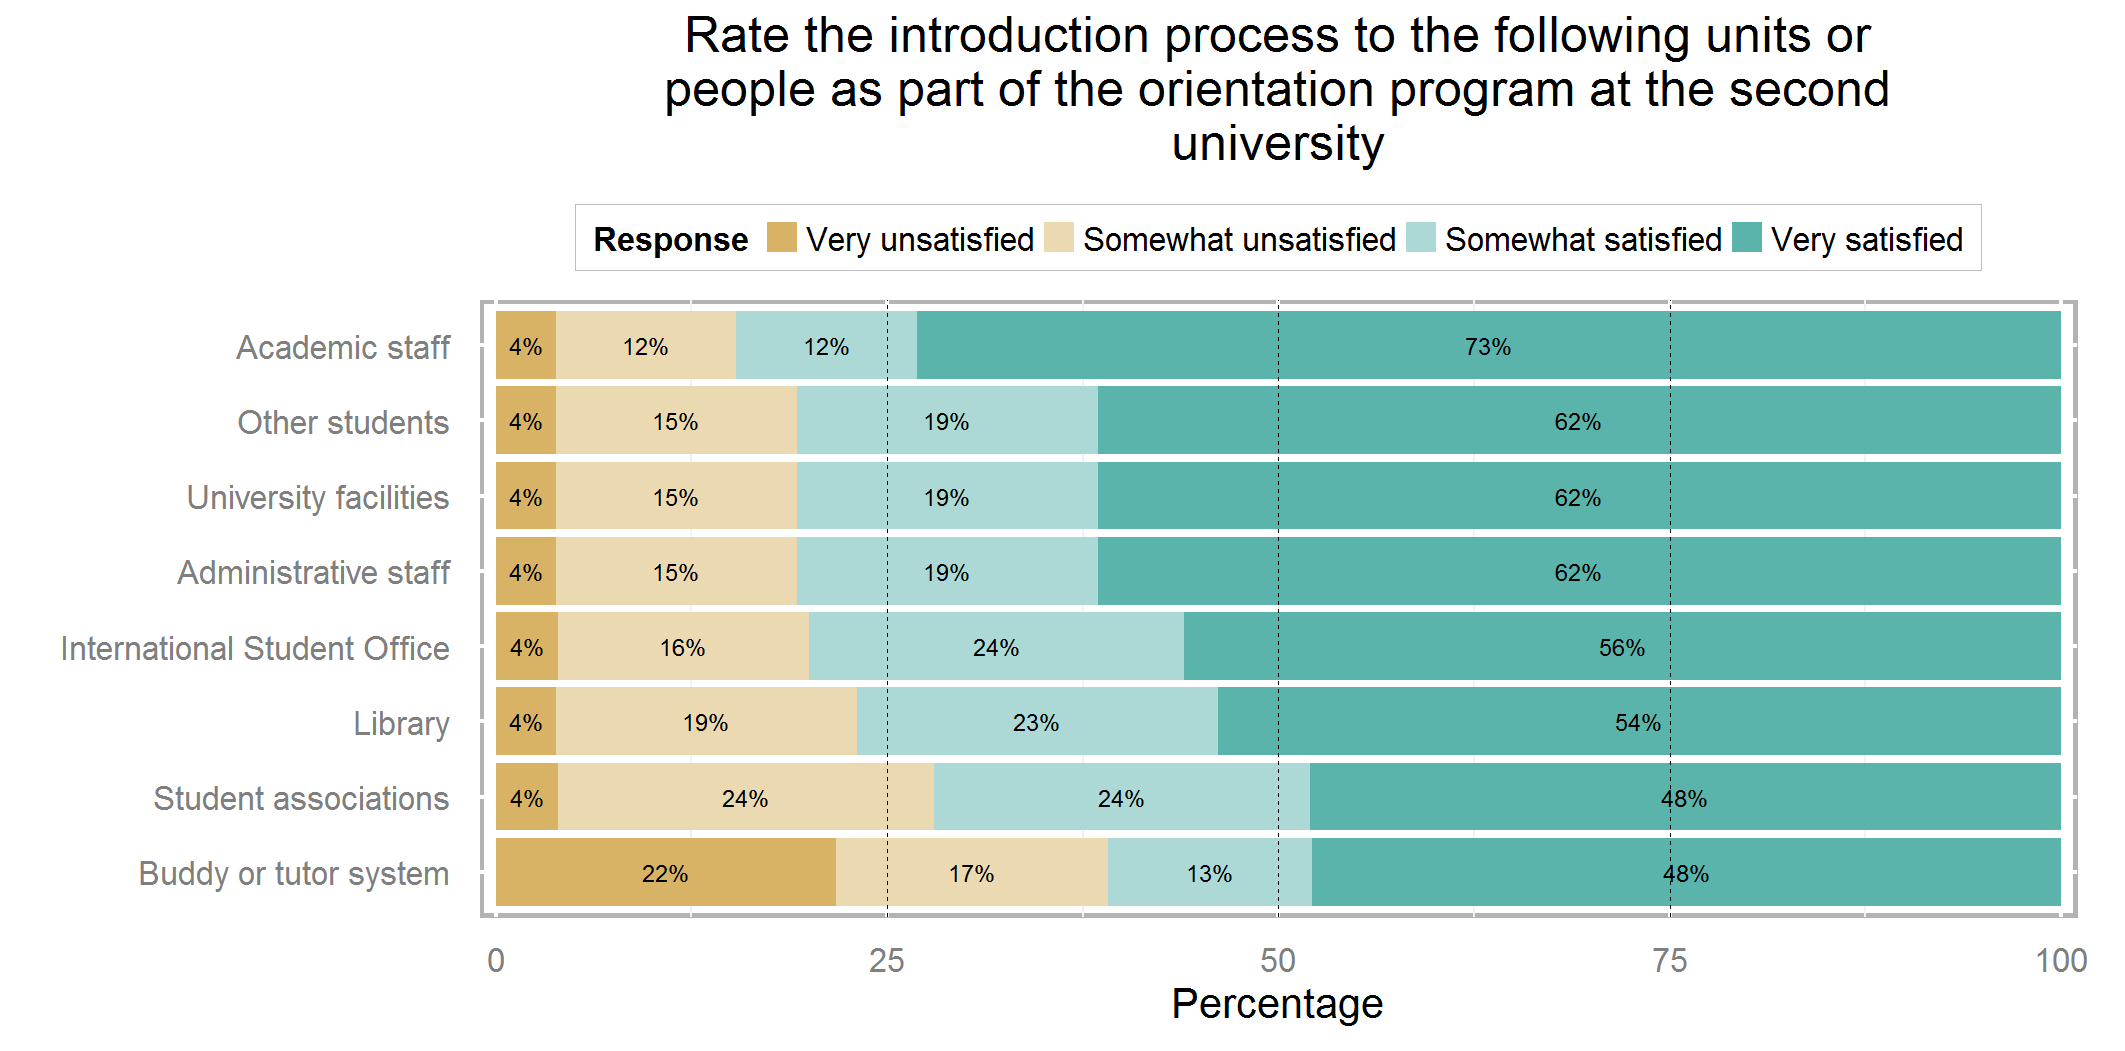 Rate the introduction process to the following units or
people as part of the orientation program at the second
university
Response Very unsatisfied Somewhat unsatisfied Somewhat satisfied Very satisfied
Academic staff 4% 12% 12% 73%
Other students 4% 15% 19% 62%
University facilities 4% 15% 19% 62%
Administrative staff 4% 15% 19% 62%
International Student Office 4% 16% 24% 56%
Library 4% 19% 23% 54%
Student associations 4% 24% 24% 48%
Buddy or tutor system 22% 17% 13% 48%
0 25 50 75 100
Percentage